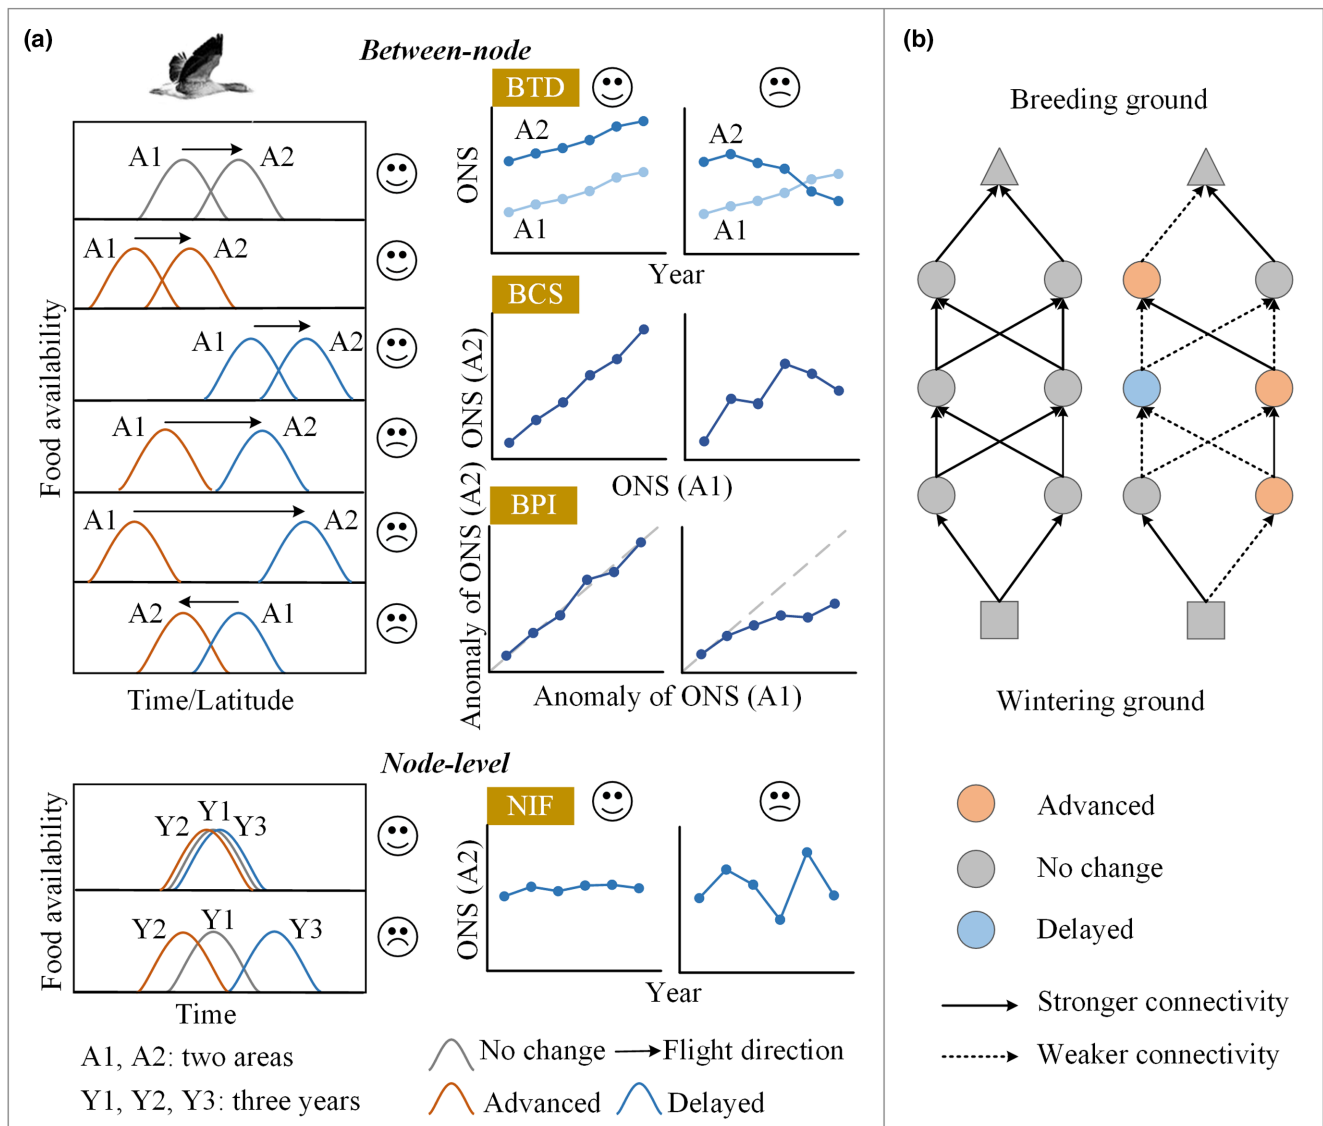 (a)
Between-node
A1
A2
A1
A2
A1
A2
A1
A2
A1
A2
A2
A1
Food availability
Time/Latitude
BTD
ONS
A2
A1
A2
A1
Year
BCS
ONS (A2)
ONS (A1)
BPI
Anomaly of ONS (A2)
Anomaly of ONS (A1)
Node-level
Food availability
Y1
Y2
Y3
Y1
Y2
Y3
Time
NIF
ONS (A2)
Year
A1, A2: two areas
Y1, Y2, Y3: three years
No change
Flight direction
Advanced
Delayed
(b)
Breeding ground
Wintering ground
Advanced
No change
Delayed
Stronger connectivity
Weaker connectivity